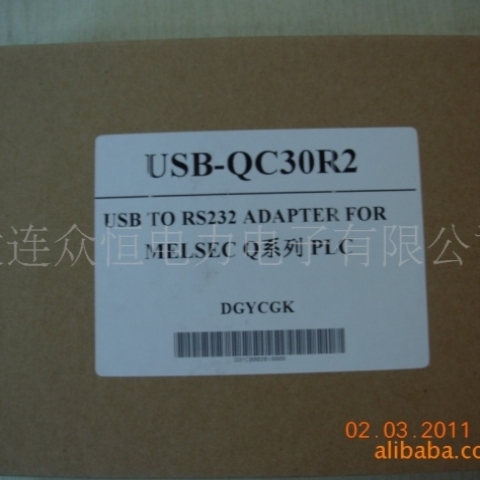 USB-QC30R2
USB TO RS232 ADAPTER FOR
MELSEC Q系列 PLC
连众恒电力电子有限公司
DGYCGK
02.03.2011
alibaba.co